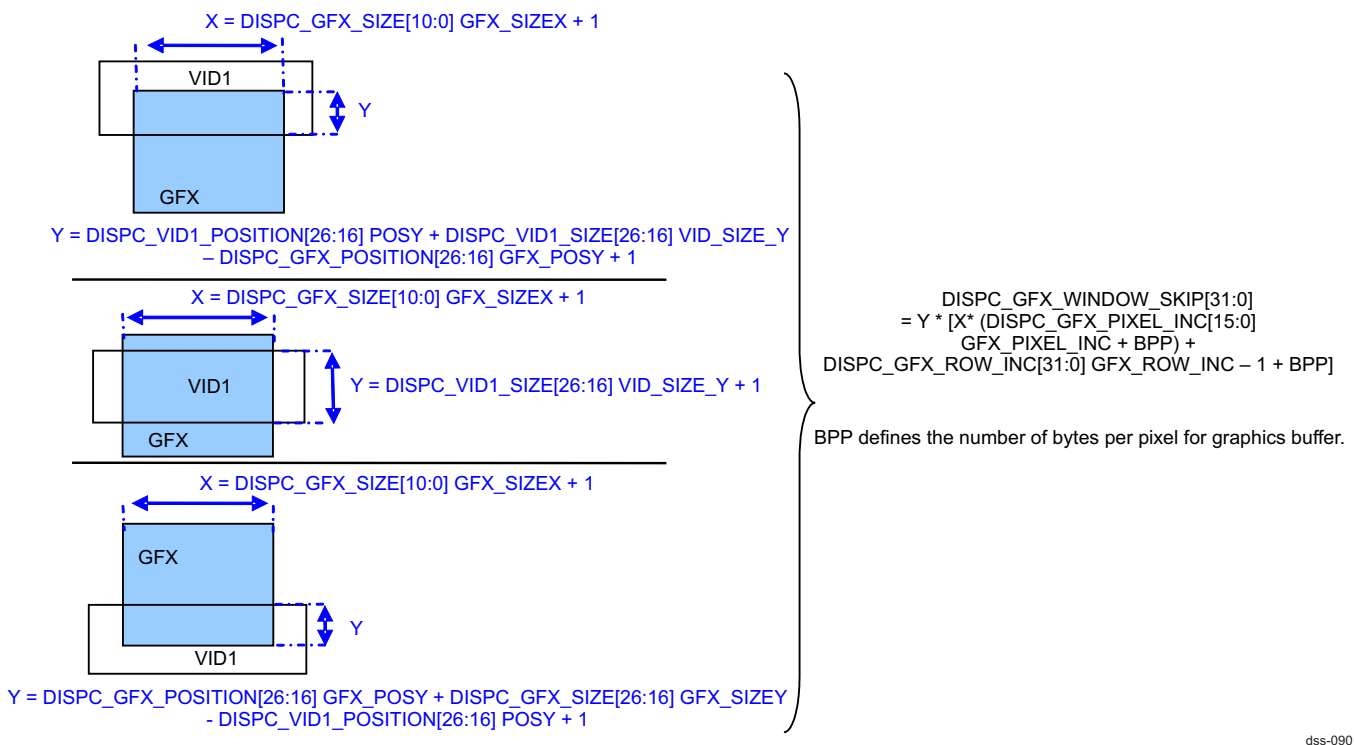 X = DISPC_GFX_SIZE[10:0] GFX_SIZEX + 1
VID1
Y
GFX
Y = DISPC_VID1_POSITION[26:16] POSY + DISPC_VID1_SIZE[26:16] VID_SIZE_Y
– DISPC_GFX_POSITION[26:16] GFX_POSY + 1
X = DISPC_GFX_SIZE[10:0] GFX_SIZEX + 1
VID1
Y = DISPC_VID1_SIZE[26:16] VID_SIZE_Y + 1
GFX
X = DISPC_GFX_SIZE[10:0] GFX_SIZEX + 1
GFX
Y
VID1
Y = DISPC_GFX_POSITION[26:16] GFX_POSY + DISPC_GFX_SIZE[26:16] GFX_SIZEY
- DISPC_VID1_POSITION[26:16] POSY + 1
DISPC_GFX_WINDOW_SKIP[31:0]
= Y * [X* (DISPC_GFX_PIXEL_INC[15:0]
GFX_PIXEL_INC + BPP) +
DISPC_GFX_ROW_INC[31:0] GFX_ROW_INC – 1 + BPP]
BPP defines the number of bytes per pixel for graphics buffer.
dss-090